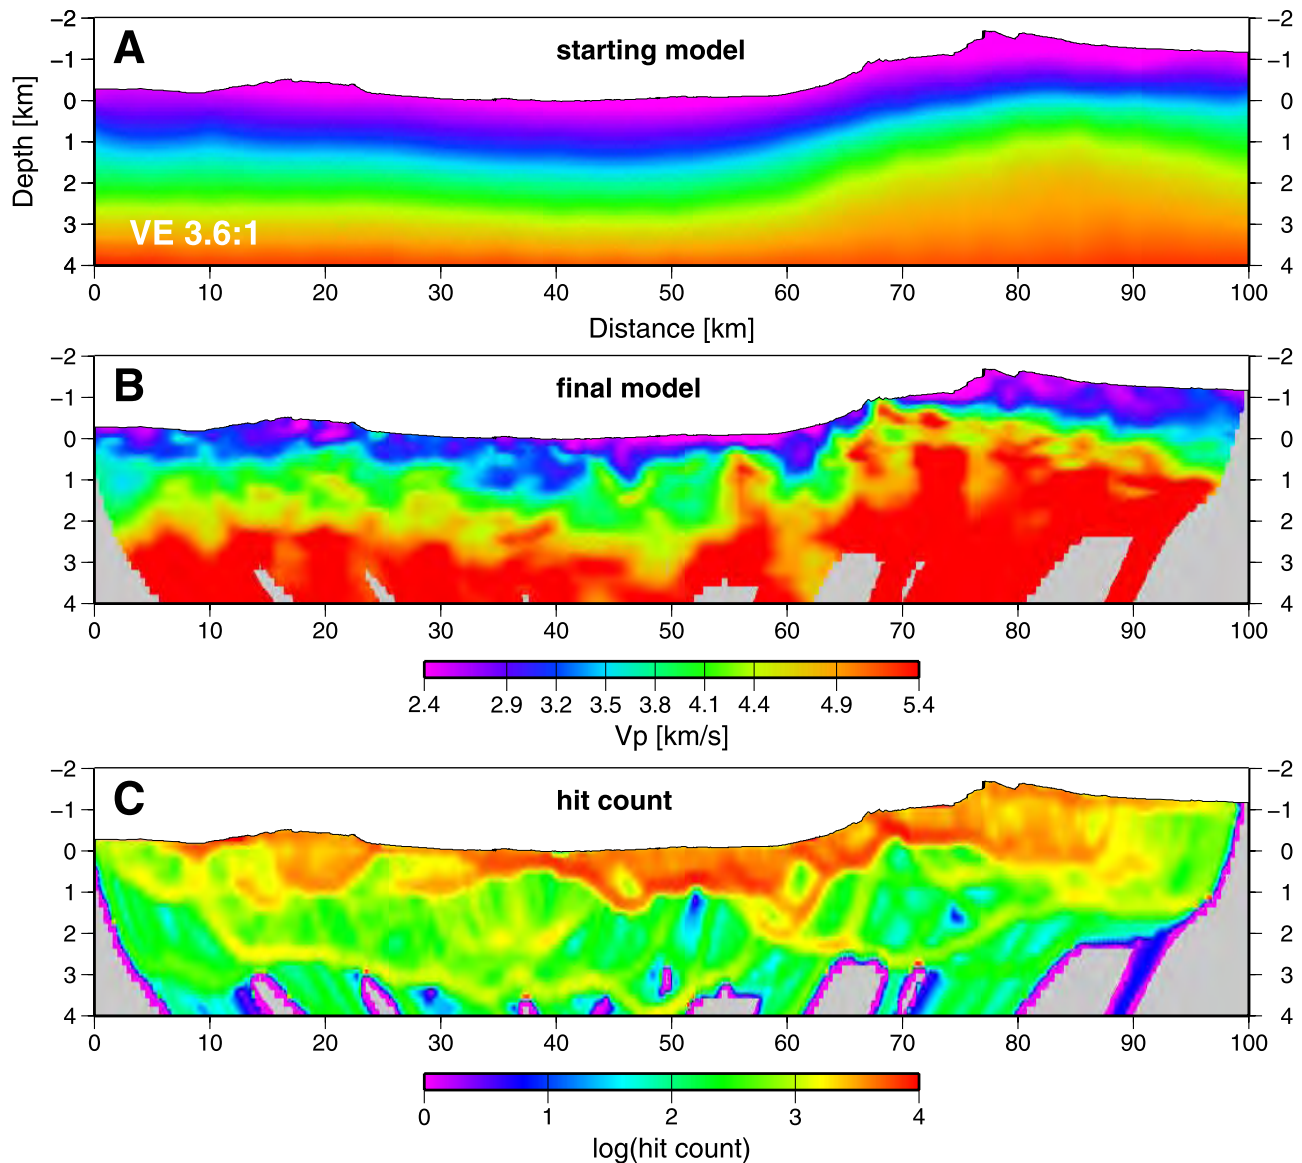 −2 −2
A starting model
−1 −1
0 0
Depth [km]
1 1
2 2
VE 3.6:1
3 3
4 4
0 10 20 30 40 50 60 70 80 90 100
Distance [km]
−2 −2
B final model
−1 −1
0 0
1 1
2 2
3 3
4 4
0 10 20 30 40 50 60 70 80 90 100
2.4 2.9 3.2 3.5 3.8 4.1 4.4 4.9 5.4
Vp [km/s]
−2 −2
C hit count
−1 −1
0 0
1 1
2 2
3 3
4 4
0 10 20 30 40 50 60 70 80 90 100
0 1 2 3 4
log(hit count)